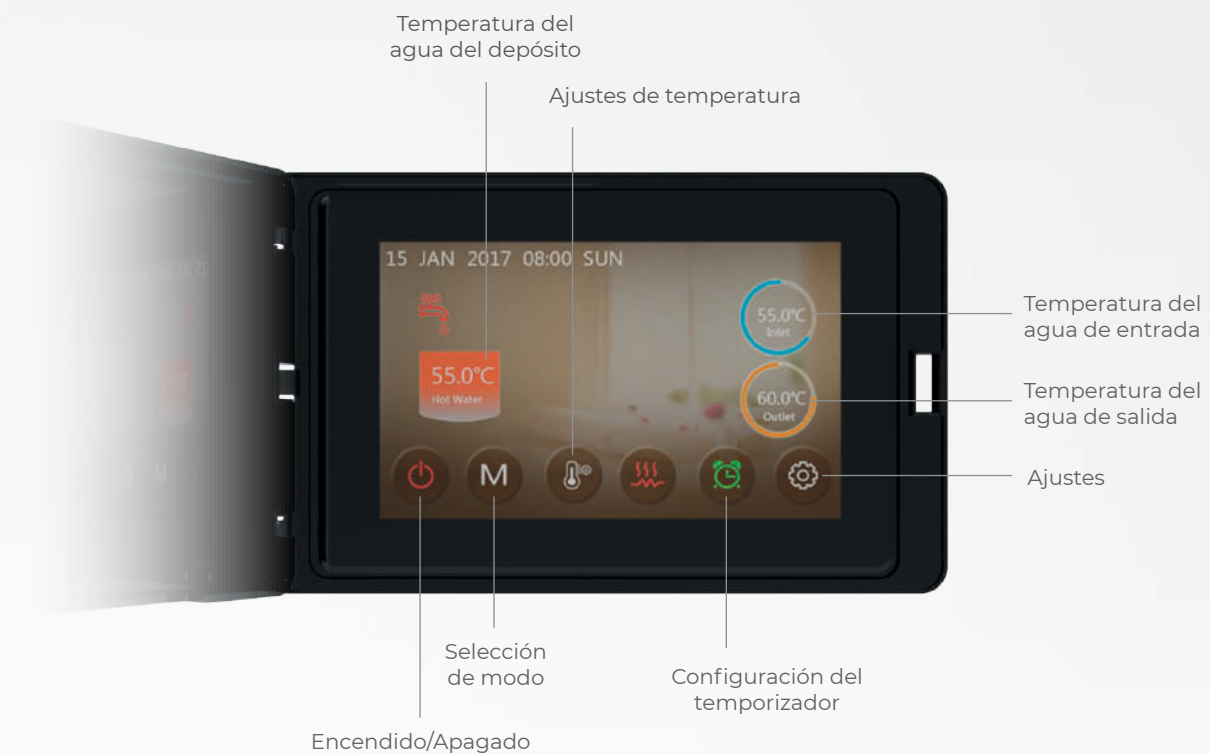 Temperatura del
agua del depósito
Ajustes de temperatura
15 JAN 2017 08:00 SUN
55.0°C
Inlet
Temperatura del
agua de entrada
55.0°C
Hot Water
60.0°C
Outlet
Temperatura del
agua de salida
M
Ajustes
Selección
de modo
Configuración del
temporizador
Encendido/Apagado